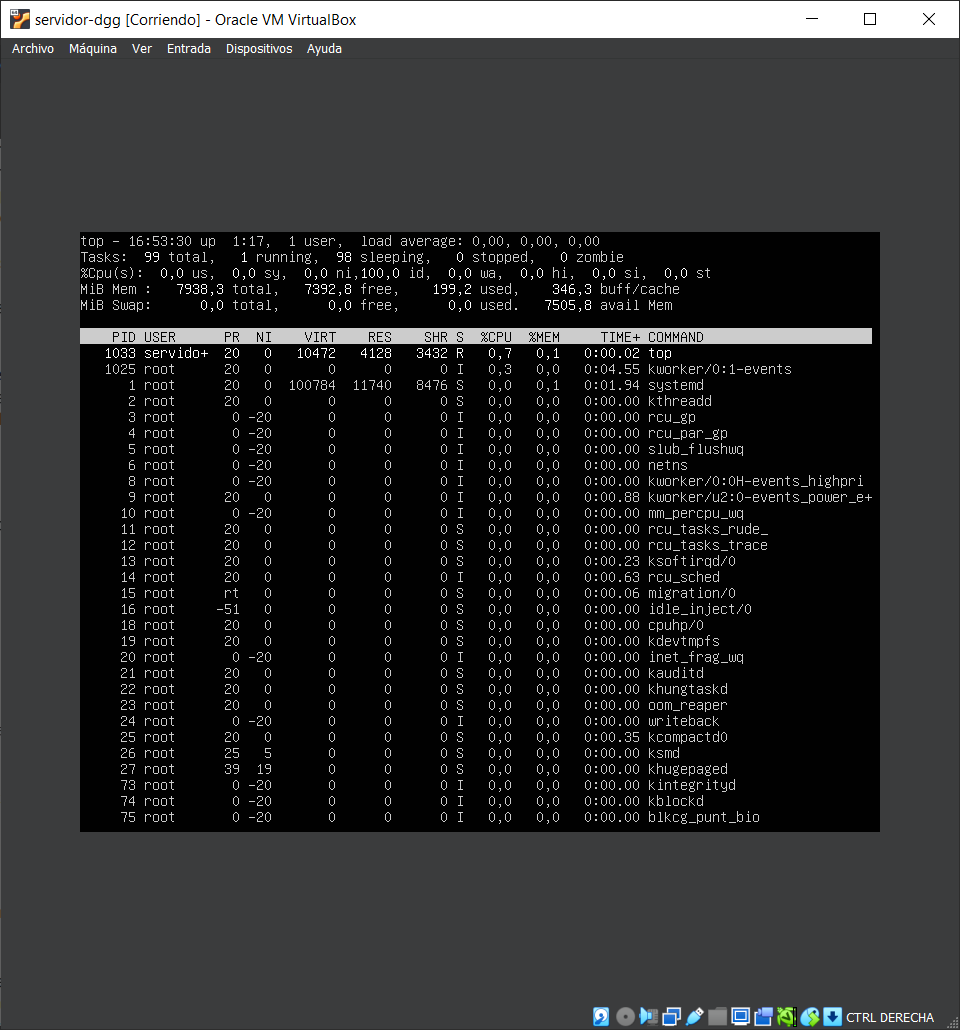 servidor-dgg [Corriendo] - Oracle VM VirtualBox
Archivo Máquina Ver Entrada Dispositivos Ayuda
top - 16:53:30 up  1:17,  1 user,  load average: 0,00, 0,00, 0,00
Tasks:  99 total,   1 running,  98 sleeping,   0 stopped,   0 zombie
%Cpu(s):  0,0 us,  0,0 sy,  0,0 ni,100,0 id,  0,0 wa,  0,0 hi,  0,0 si,  0,0 st
MiB Mem :   7938,3 total,   7392,8 free,    199,2 used,    346,3 buff/cache
MiB Swap:      0,0 total,      0,0 free,      0,0 used.   7505,8 avail Mem
PID USER PR NI VIRT RES SHR S %CPU %MEM TIME+ COMMAND
1033 servido+ 20 0 10472 4128 3432 R 0,7 0,1 0:00.02 top
1025 root 20 0 0 0 0 I 0,3 0,0 0:04.55 kworker/0:1-events
1 root 20 0 100784 11740 8476 S 0,0 0,1 0:01.94 systemd
2 root 20 0 0 0 0 S 0,0 0,0 0:00.00 kthreadd
3 root 0 -20 0 0 0 I 0,0 0,0 0:00.00 rcu_gp
4 root 0 -20 0 0 0 I 0,0 0,0 0:00.00 rcu_par_gp
5 root 0 -20 0 0 0 I 0,0 0,0 0:00.00 slub_flushwq
6 root 0 -20 0 0 0 I 0,0 0,0 0:00.00 netns
8 root 0 -20 0 0 0 I 0,0 0,0 0:00.00 kworker/0:0H-events_highpri
9 root 20 0 0 0 0 I 0,0 0,0 0:00.88 kworker/u2:0-events_power_e+
10 root 0 -20 0 0 0 I 0,0 0,0 0:00.00 mm_percpu_wq
11 root 20 0 0 0 0 S 0,0 0,0 0:00.00 rcu_tasks_rude_
12 root 20 0 0 0 0 S 0,0 0,0 0:00.00 rcu_tasks_trace
13 root 20 0 0 0 0 S 0,0 0,0 0:00.23 ksoftirqd/0
14 root 20 0 0 0 0 I 0,0 0,0 0:00.63 rcu_sched
15 root rt 0 0 0 0 S 0,0 0,0 0:00.06 migration/0
16 root -51 0 0 0 0 S 0,0 0,0 0:00.00 idle_inject/0
18 root 20 0 0 0 0 S 0,0 0,0 0:00.00 cpuhp/0
19 root 20 0 0 0 0 S 0,0 0,0 0:00.00 kdevtmpfs
20 root 0 -20 0 0 0 I 0,0 0,0 0:00.00 inet_frag_wq
21 root 20 0 0 0 0 S 0,0 0,0 0:00.00 kauditd
22 root 20 0 0 0 0 S 0,0 0,0 0:00.00 khungtaskd
23 root 20 0 0 0 0 S 0,0 0,0 0:00.00 oom_reaper
24 root 0 -20 0 0 0 I 0,0 0,0 0:00.00 writeback
25 root 20 0 0 0 0 S 0,0 0,0 0:00.35 kcompactd0
26 root 25 5 0 0 0 S 0,0 0,0 0:00.00 ksmd
27 root 39 19 0 0 0 S 0,0 0,0 0:00.00 khugepaged
73 root 0 -20 0 0 0 I 0,0 0,0 0:00.00 kintegrityd
74 root 0 -20 0 0 0 I 0,0 0,0 0:00.00 kblockd
75 root 0 -20 0 0 0 I 0,0 0,0 0:00.00 blkcg_punt_bio
CTRL DERECHA